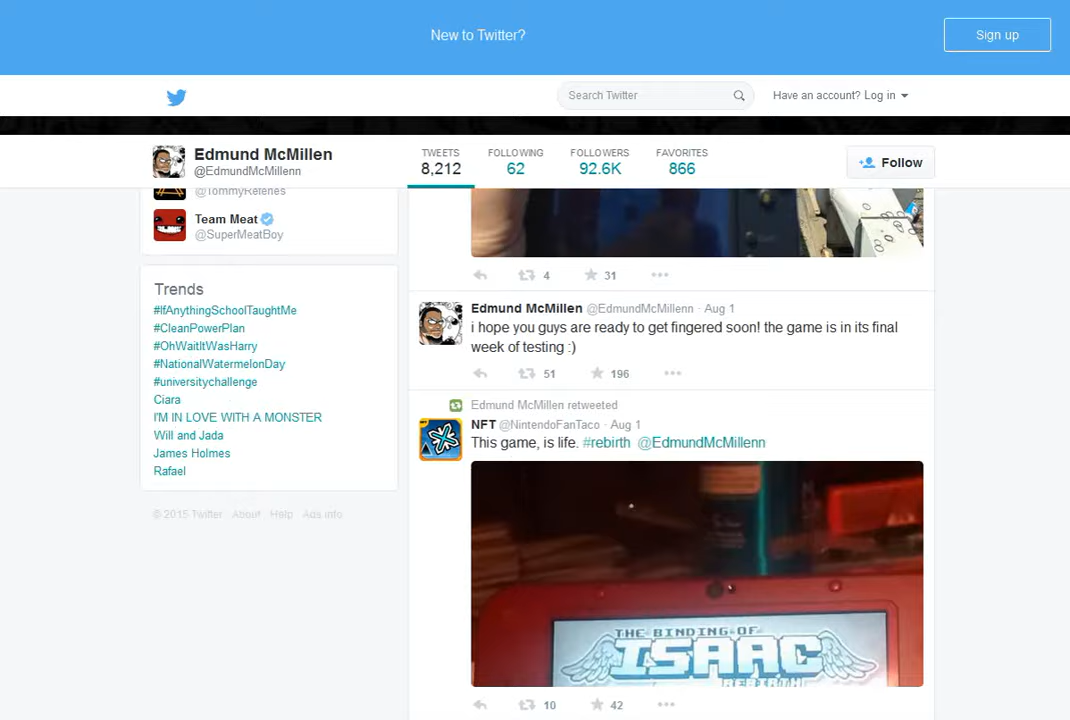 New to Twitter?
Sign up
Search Twitter
Have an account? Log in
Edmund McMillen
@EdmundMcMillenn
TWEETS
8,212
FOLLOWING
62
FOLLOWERS
92.6K
FAVORITES
866
Follow
@TommyRefenes
Team Meat
@SuperMeatBoy
Trends
#IfAnythingSchoolTaughtMe
#CleanPowerPlan
#OhWaitItWasHarry
#NationalWatermelonDay
#universitychallenge
Ciara
I'M IN LOVE WITH A MONSTER
Will and Jada
James Holmes
Rafael
© 2015 Twitter About Help Ads info
4 31
Edmund McMillen @EdmundMcMillenn · Aug 1
i hope you guys are ready to get fingered soon! the game is in its final
week of testing :)
51 196
Edmund McMillen retweeted
NFT @NintendoFanTaco · Aug 1
This game, is life. #rebirth @EdmundMcMillenn
THE BINDING OF
ISAAC
REBIRTH
10 42